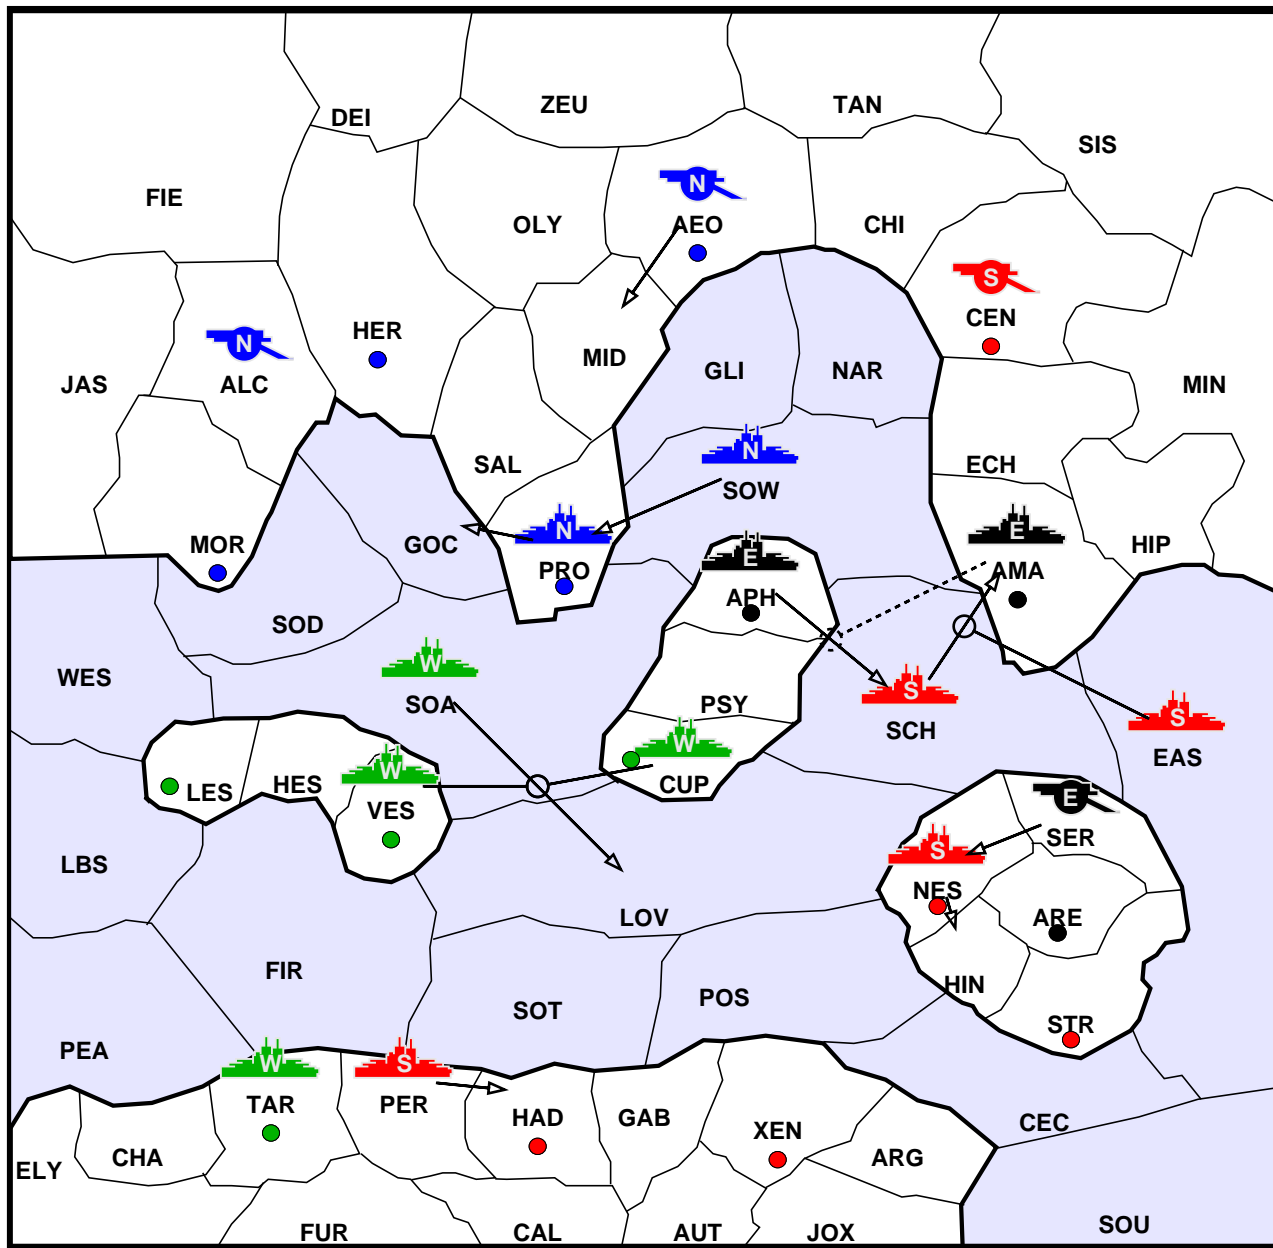 ZEU
TAN
DEI
SIS
N
FIE
OLY
AEO
CHI
S
CEN
HER
N
MID
GLI
NAR
JAS
ALC
MIN
N
SAL
ECH
SOW
N
E
MOR
GOC
E
HIP
PRO
AMA
APH
SOD
W
WES
SOA
PSY
S
S
SCH
W
EAS
W
LES
HES
CUP
VES
E
SER
S
LBS
NES
LOV
ARE
FIR
HIN
SOT
POS
STR
PEA
W
S
TAR
PER
HAD
GAB
CEC
XEN
ELY
CHA
ARG
FUR
CAL
AUT
JOX
SOU